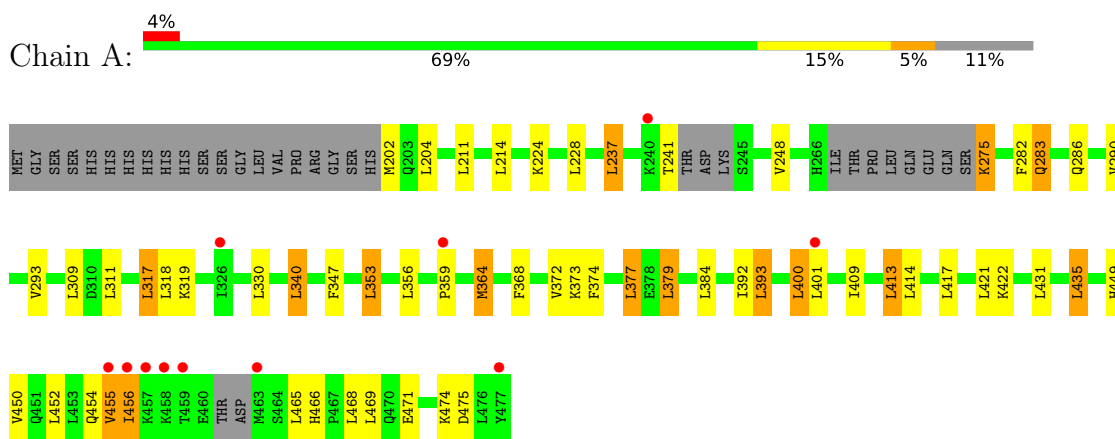 4%
Chain A:
69% 15% 5% 11%
MET GLY SER SER HIS HIS HIS HIS HIS HIS SER SER GLY LEU VAL PRO ARG GLY SER HIS M202 Q203 L204 L211 L214 K224 L228 L237 K240 T241 THR ASP LYS S245 V248 H266 ILE THR PRO LEU GLN GLU GLN SER K275 F282 Q283 Q286 V290
V293 L309 D310 L311 L317 L318 K319 I326 L330 L340 F347 L353 L356 P359 M364 F368 V372 K373 F374 L377 E378 L379 L384 I392 L393 L400 L401 I409 L413 L414 L417 L421 K422 L431 L435 H449
V450 Q451 L452 L453 Q454 V455 I456 K457 K458 T459 E460 THR ASP M463 S464 L465 H466 P467 L468 L469 Q470 E471 K474 D475 L476 Y477